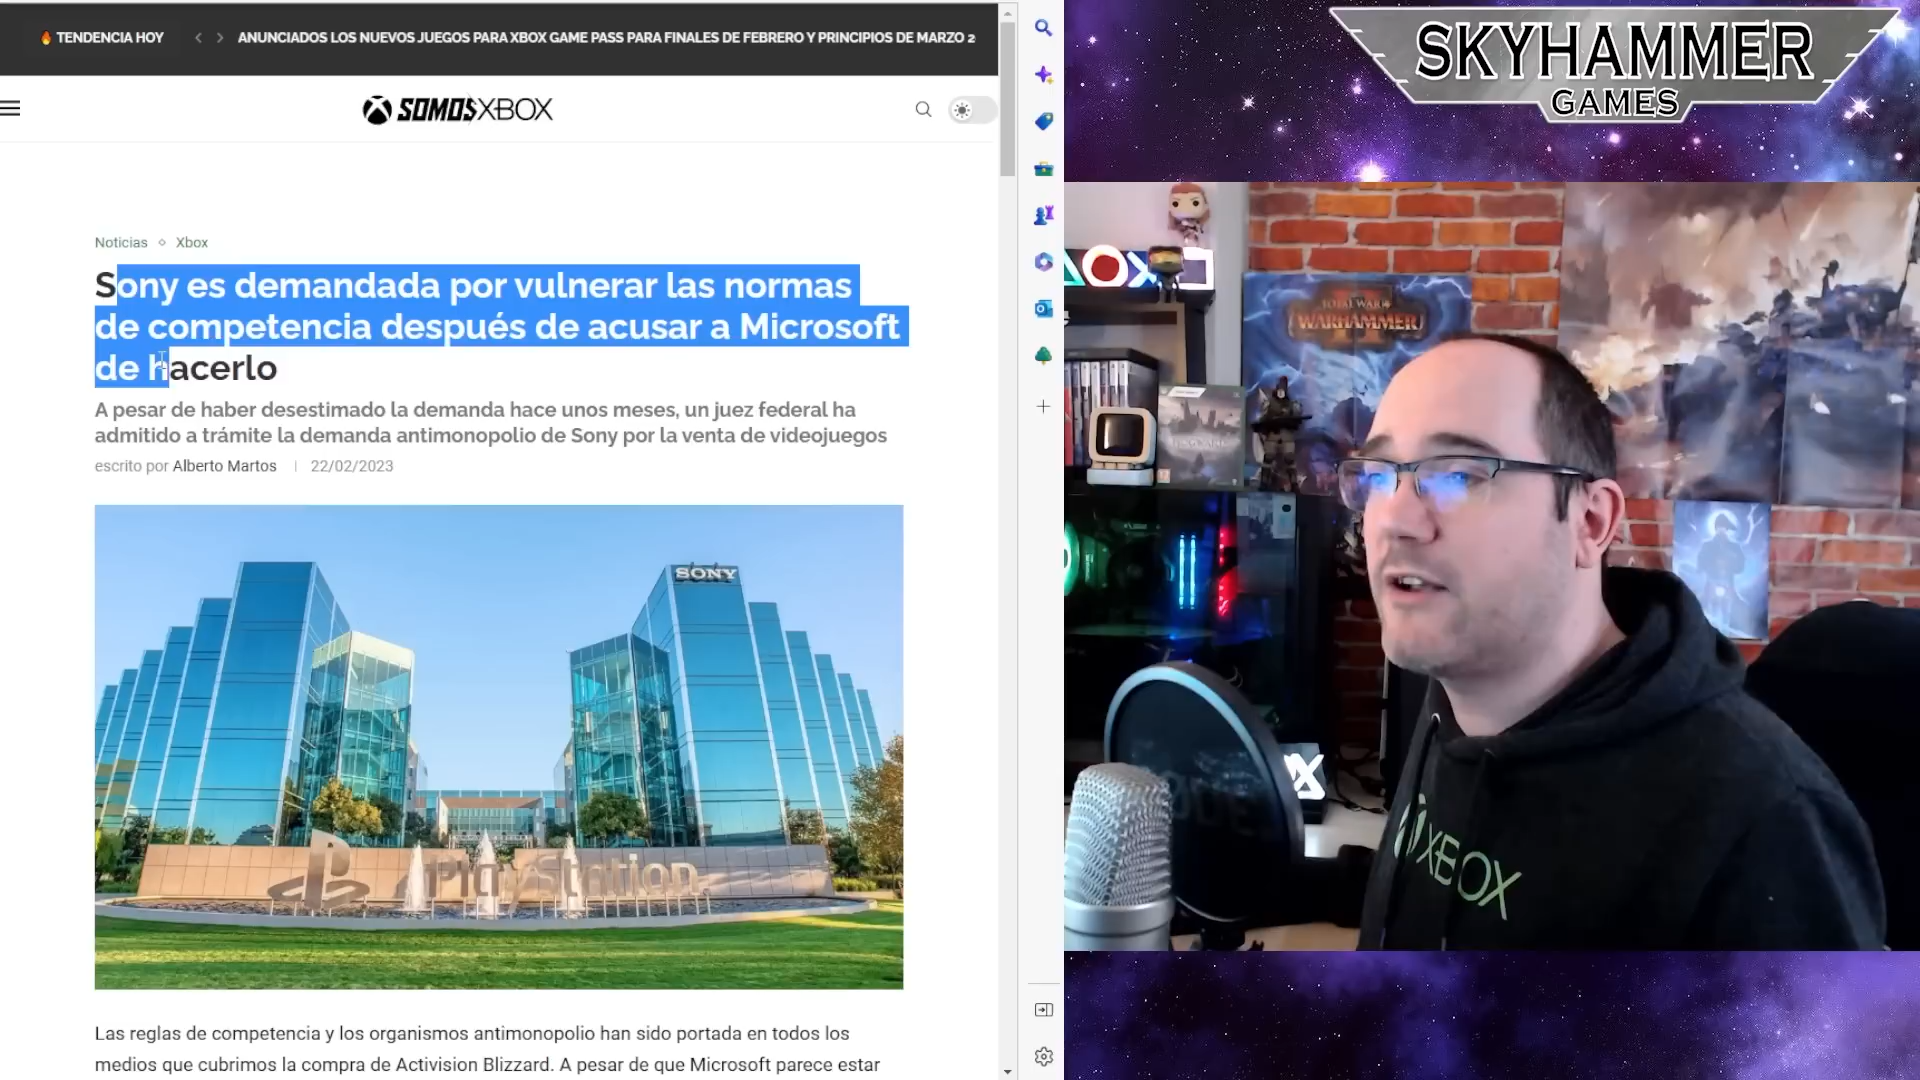 TENDENCIA HOY
ANUNCIADOS LOS NUEVOS JUEGOS PARA XBOX GAME PASS PARA FINALES DE FEBRERO Y PRINCIPIOS DE MARZO 2
SOMOSXBOX
Noticias Xbox
Sony es demandada por vulnerar las normas
de competencia después de acusar a Microsoft
de hacerlo
A pesar de haber desestimado la demanda hace unos meses, un juez federal ha
admitido a trámite la demanda antimonopolio de Sony por la venta de videojuegos
escrito por Alberto Martos | 22/02/2023
SONY
PlayStation
Las reglas de competencia y los organismos antimonopolio han sido portada en todos los
medios que cubrimos la compra de Activision Blizzard. A pesar de que Microsoft parece estar
SKYHAMMER
GAMES
TOTAL WAR
WARHAMMER
II
XBOX